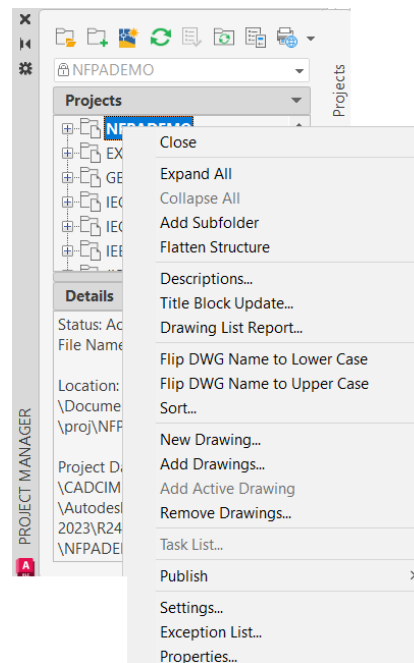 NFPADEMO
Projects
Projects
NFPADEMO
EX
GE
IEC
IEC
IEE
Close
Expand All
Collapse All
Add Subfolder
Flatten Structure
Descriptions...
Title Block Update...
Drawing List Report...
Flip DWG Name to Lower Case
Flip DWG Name to Upper Case
Sort...
New Drawing...
Add Drawings...
Add Active Drawing
Remove Drawings...
Task List...
Publish
Settings...
Exception List...
Properties...
Details
Status: Ac
File Name
Location:
\Docume
\proj\NFP
Project Da
\CADCIM
\Autodes
2023\R24
\NFPADE
PROJECT MANAGER
A